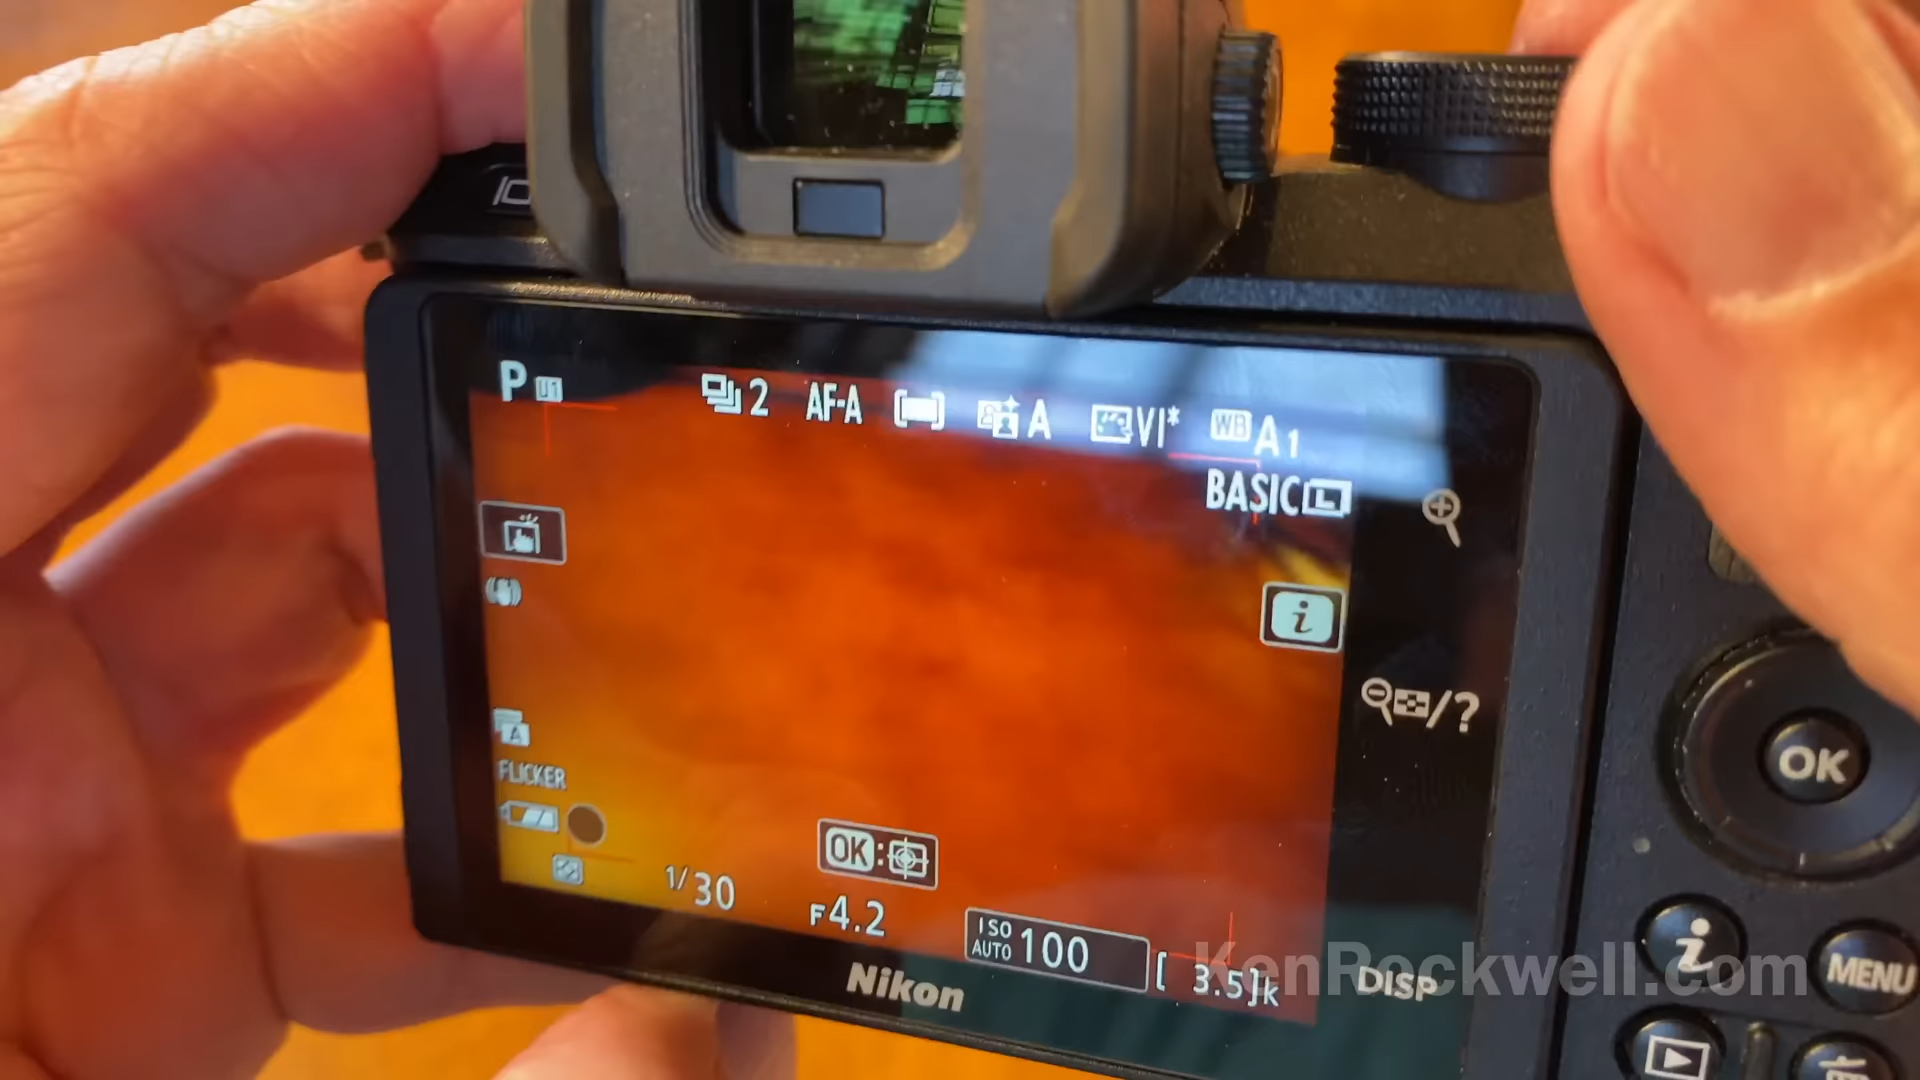 P U1 2 AF-A A VI* WB A1
BASIC L
i
/?
A
FLICKER
OK:
1/30
F4.2
ISO AUTO 100
[ 3.5]k
DISP
Nikon
KenRockwell.com
OK
i
MENU